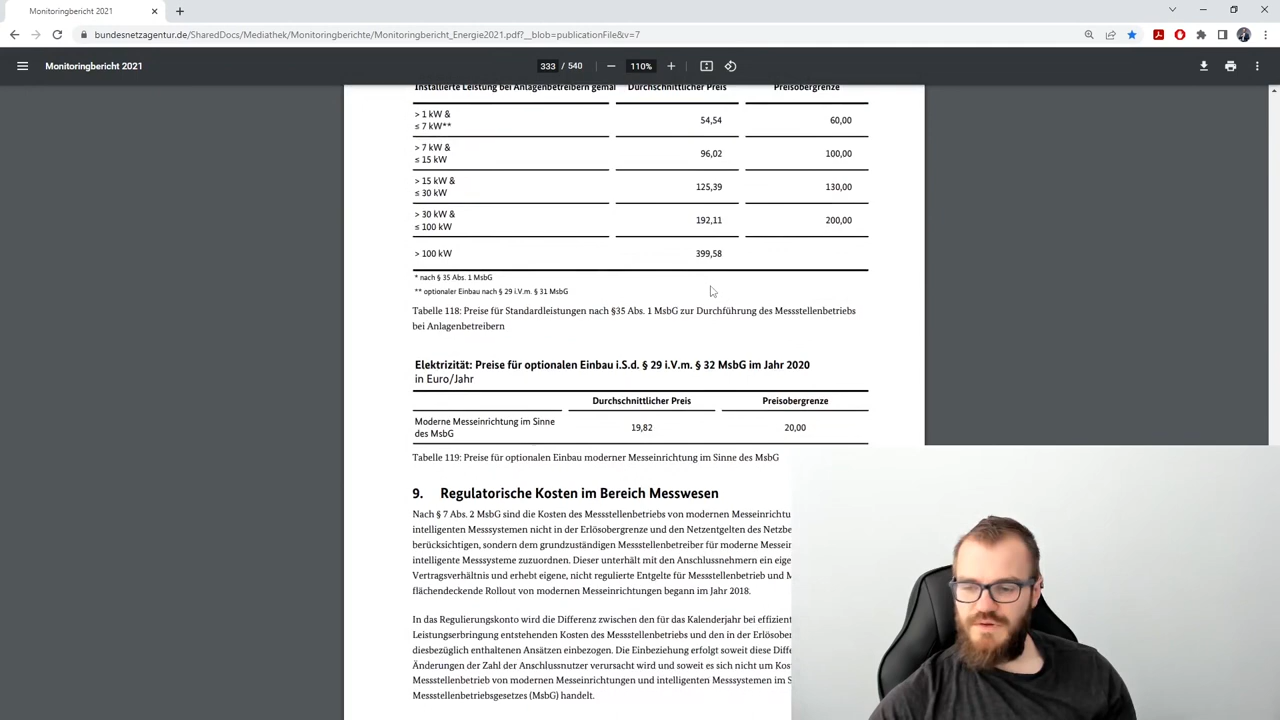 Monitoringbericht 2021
bundesnetzagentur.de/SharedDocs/Mediathek/Monitoringberichte/Monitoringbericht_Energie2021.pdf?__blob=publicationFile&v=7
Monitoringbericht 2021
333 / 540
110%
Installierte Leistung bei Anlagenbetreibern gemäß Durchschnittlicher Preis Preisobergrenze
> 1 kW &
≤ 7 kW** 54,54 60,00
> 7 kW &
≤ 15 kW 96,02 100,00
> 15 kW &
≤ 30 kW 125,39 130,00
> 30 kW &
≤ 100 kW 192,11 200,00
> 100 kW 399,58
* nach § 35 Abs. 1 MsbG
** optionaler Einbau nach § 29 i.V.m. § 31 MsbG
Tabelle 118: Preise für Standardleistungen nach §35 Abs. 1 MsbG zur Durchführung des Messstellenbetriebs
bei Anlagenbetreibern
Elektrizität: Preise für optionalen Einbau i.S.d. § 29 i.V.m. § 32 MsbG im Jahr 2020
in Euro/Jahr
Durchschnittlicher Preis Preisobergrenze
Moderne Messeinrichtung im Sinne
des MsbG 19,82 20,00
Tabelle 119: Preise für optionalen Einbau moderner Messeinrichtung im Sinne des MsbG
9. Regulatorische Kosten im Bereich Messwesen
Nach § 7 Abs. 2 MsbG sind die Kosten des Messstellenbetriebs von modernen Messeinrichtu
intelligenten Messsystemen nicht in der Erlösobergrenze und den Netzentgelten des Netzbe
berücksichtigen, sondern dem grundzuständigen Messstellenbetreiber für moderne Messein
intelligente Messsysteme zuzuordnen. Dieser unterhält mit den Anschlussnehmern ein eige
Vertragsverhältnis und erhebt eigene, nicht regulierte Entgelte für Messstellenbetrieb und M
flächendeckende Rollout von modernen Messeinrichtungen begann im Jahr 2018.
In das Regulierungskonto wird die Differenz zwischen den für das Kalenderjahr bei effizient
Leistungserbringung entstehenden Kosten des Messstellenbetriebs und den in der Erlösober
diesbezüglich enthaltenen Ansätzen einbezogen. Die Einbeziehung erfolgt soweit diese Diffe
Änderungen der Zahl der Anschlussnutzer verursacht wird und soweit es sich nicht um Kos
Messstellenbetrieb von modernen Messeinrichtungen und intelligenten Messsystemen im S
Messstellenbetriebsgesetzes (MsbG) handelt.